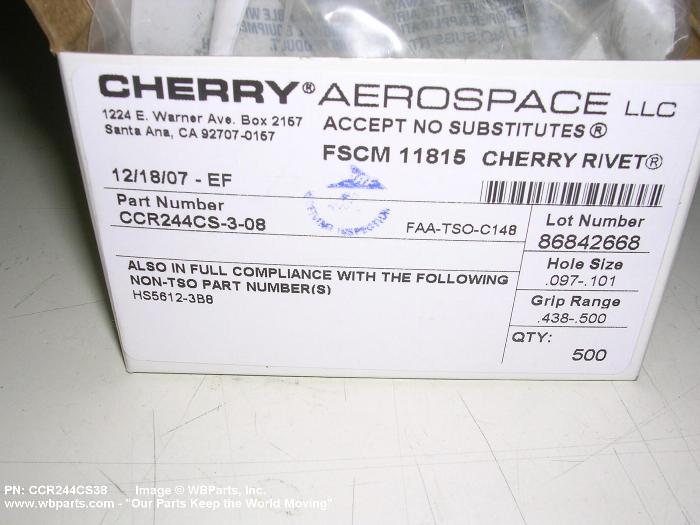 CHERRY® AEROSPACE LLC
1224 E. Warner Ave. Box 2157
Santa Ana, CA 92707-0157
ACCEPT NO SUBSTITUTES®
FSCM 11815 CHERRY RIVET®
12/18/07 - EF
Part Number
CCR244CS-3-08
INSPECTION
FAA-TSO-C148
Lot Number
86842668
Hole Size
.097-.101
Grip Range
.438-.500
QTY:
500
ALSO IN FULL COMPLIANCE WITH THE FOLLOWING
NON-TSO PART NUMBER(S)
HS5612-3B8
PN: CCR244CS38 Image © WBParts, Inc.
www.wbparts.com - "Our Parts Keep the World Moving"